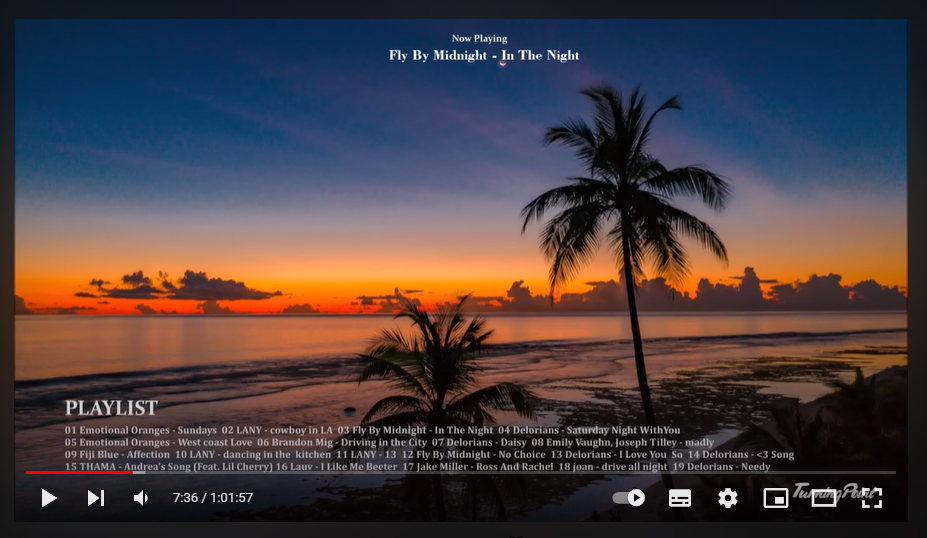 Now Playing
Fly By Midnight - In The Night
PLAYLIST
01 Emotional Oranges - Sundays 02 LANY - cowboy in LA 03 Fly By Midnight - In The Night 04 Delorians - Saturday Night WithYou
05 Emotional Oranges - West coast Love 06 Brandon Mig - Driving in the City 07 Delorians - Daisy 08 Emily Vaughn, Joseph Tilley - madly
09 Fiji Blue - Affection 10 LANY - dancing in the kitchen 11 LANY - 13 12 Fly By Midnight - No Choice 13 Delorians - I Love You So 14 Delorians - <3 Song
15 THAMA - Andrea's Song (Feat. Lil Cherry) 16 Lauv - I Like Me Beeter 17 Jake Miller - Ross And Rachel 18 joan - drive all night 19 Delorians - Needy
7:36 / 1:01:57
TurningPoint